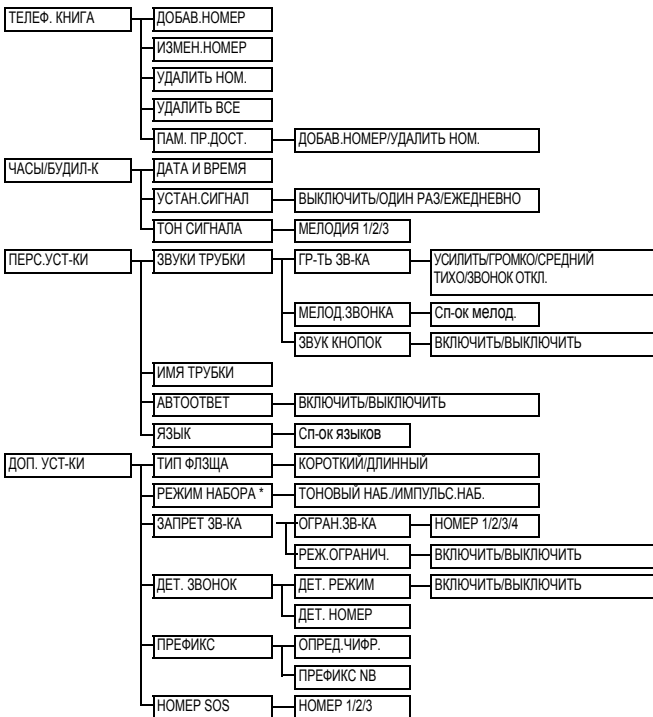 ТЕЛЕФ. КНИГА ДОБАВ.НОМЕР
ИЗМЕН.НОМЕР
УДАЛИТЬ НОМ.
УДАЛИТЬ ВСЕ
ПАМ. ПР.ДОСТ. ДОБАВ.НОМЕР/УДАЛИТЬ НОМ.
ЧАСЫ/БУДИЛ-К ДАТА И ВРЕМЯ
УСТАН.СИГНАЛ ВЫКЛЮЧИТЬ/ОДИН РАЗ/ЕЖЕДНЕВНО
ТОН СИГНАЛА МЕЛОДИЯ 1/2/3
ПЕРС.УСТ-КИ ЗВУКИ ТРУБКИ ГР-ТЬ ЗВ-КА УСИЛИТЬ/ГРОМКО/СРЕДНИЙ
ТИХО/ЗВОНОК ОТКЛ.
МЕЛОД.ЗВОНКА Сп-ок мелод.
ЗВУК КНОПОК ВКЛЮЧИТЬ/ВЫКЛЮЧИТЬ
ИМЯ ТРУБКИ
АВТООТВЕТ ВКЛЮЧИТЬ/ВЫКЛЮЧИТЬ
ЯЗЫК Сп-ок языков
ДОП. УСТ-КИ ТИП ФЛЗЩА КОРОТКИЙ/ДЛИННЫЙ
РЕЖИМ НАБОРА * ТОНОВЫЙ НАБ./ИМПУЛЬС.НАБ.
ЗАПРЕТ ЗВ-КА ОГРАН.ЗВ-КА НОМЕР 1/2/3/4
РЕЖ.ОГРАНИЧ. ВКЛЮЧИТЬ/ВЫКЛЮЧИТЬ
ДЕТ. ЗВОНОК ДЕТ. РЕЖИМ ВКЛЮЧИТЬ/ВЫКЛЮЧИТЬ
ДЕТ. НОМЕР
ПРЕФИКС ОПРЕД.ЧИФР.
ПРЕФИКС NB
НОМЕР SOS НОМЕР 1/2/3